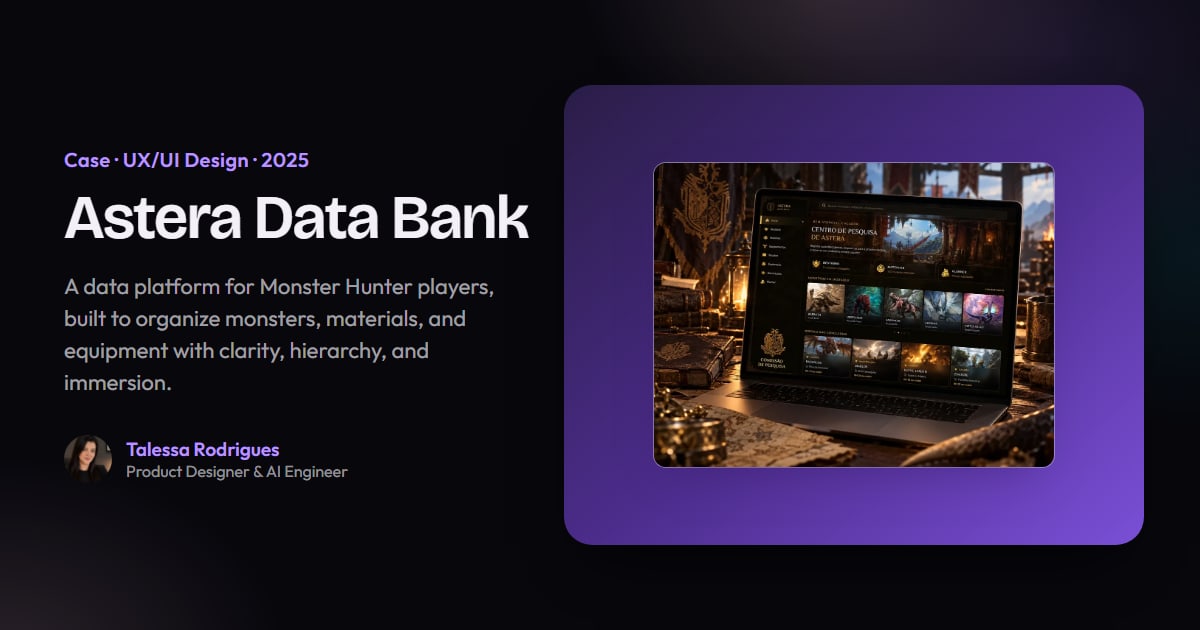 Case · UX/UI Design · 2025
Astera Data Bank
A data platform for Monster Hunter players,
built to organize monsters, materials, and
equipment with clarity, hierarchy, and
immersion.
Talessa Rodrigues
Product Designer & AI Engineer
ASTERA
CENTRO DE PESQUISA
DE ASTERA
COMISSÃO
DE PESQUISA